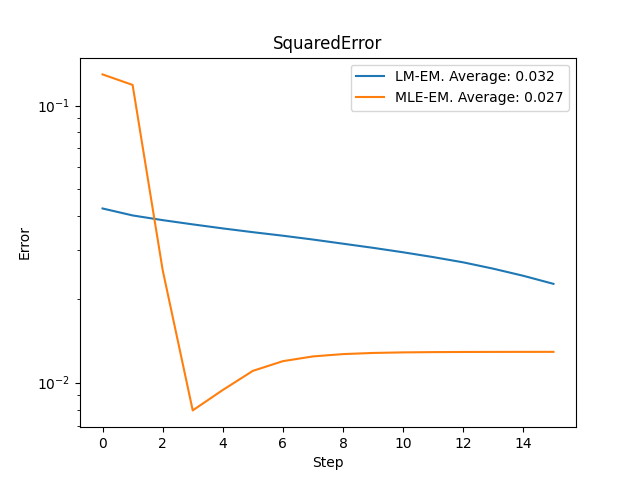 SquaredError
LM-EM. Average: 0.032
MLE-EM. Average: 0.027
10⁻¹
10⁻²
Error
0 2 4 6 8 10 12 14
Step